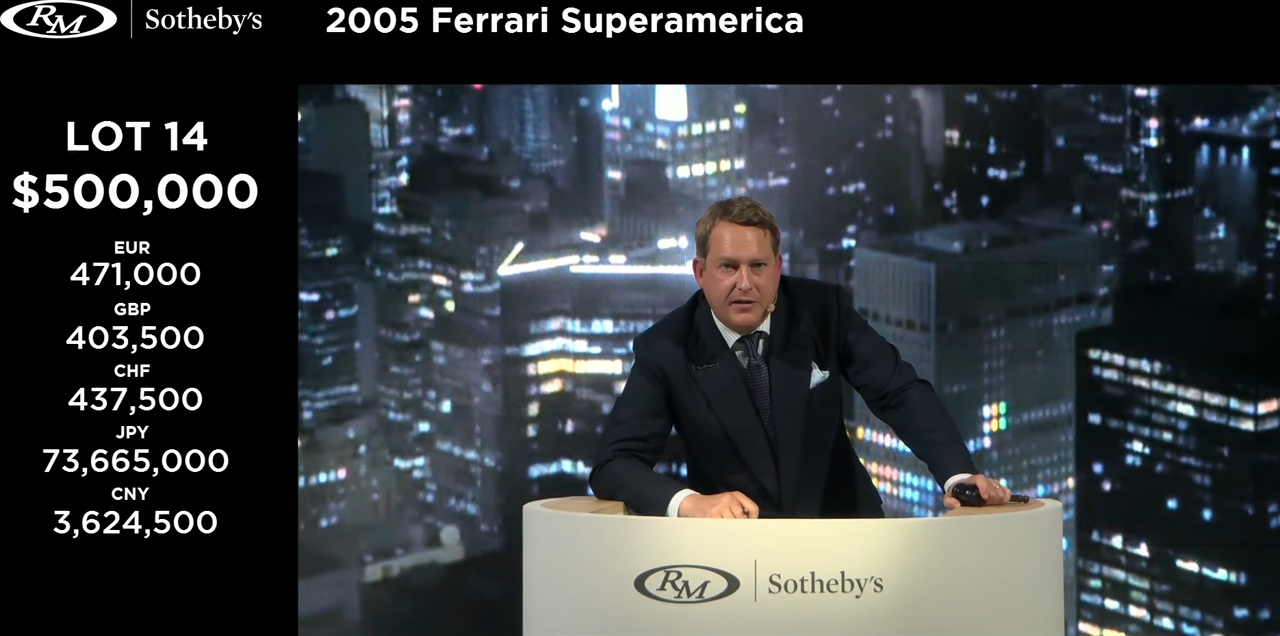 RM | Sotheby's
2005 Ferrari Superamerica
LOT 14
$500,000
EUR
471,000
GBP
403,500
CHF
437,500
JPY
73,665,000
CNY
3,624,500
RM | Sotheby's